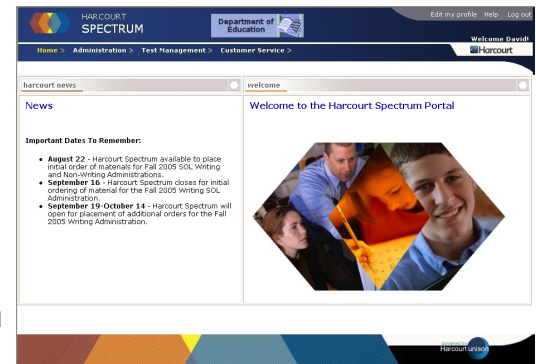 HARCOURT
SPECTRUM
Department of
Education
Edit my profile Help Log out
Welcome David!
Home > Administration > Test Management > Customer Service >
Harcourt
harcourt news
welcome
News
Welcome to the Harcourt Spectrum Portal
Important Dates To Remember:
• August 22 - Harcourt Spectrum available to place
initial order of materials for Fall 2005 SOL Writing
and Non-Writing Administrations.
• September 16 - Harcourt Spectrum closes for initial
ordering of material for the Fall 2005 Writing SOL
Administration.
• September 19-October 14 - Harcourt Spectrum will
open for placement of additional orders for the Fall
2005 Writing Administration.
powered by
Harcourt unison